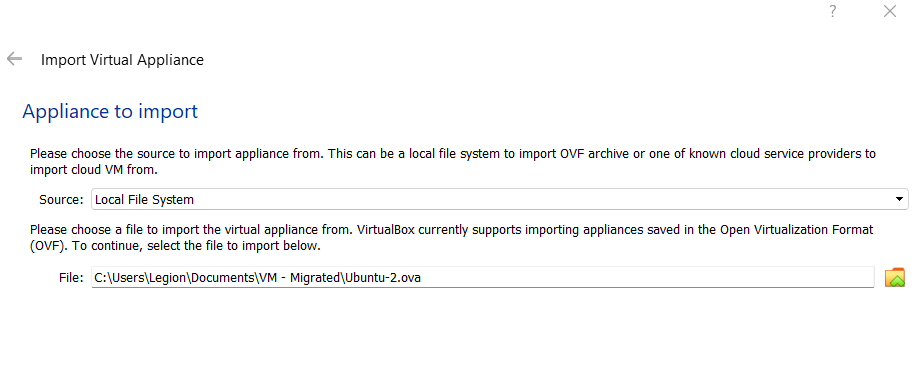 ?
Import Virtual Appliance
Appliance to import
Please choose the source to import appliance from. This can be a local file system to import OVF archive or one of known cloud service providers to
import cloud VM from.
Source: Local File System
Please choose a file to import the virtual appliance from. VirtualBox currently supports importing appliances saved in the Open Virtualization Format
(OVF). To continue, select the file to import below.
File: C:\Users\Legion\Documents\VM - Migrated\Ubuntu-2.ova